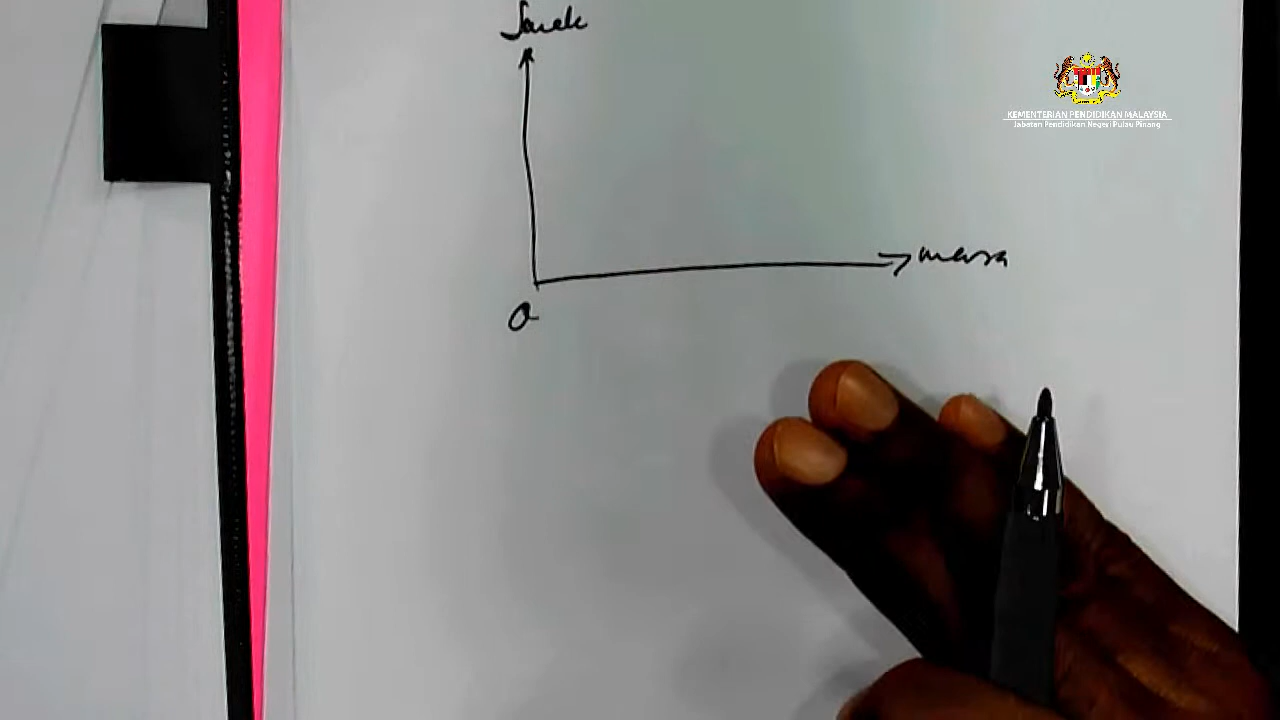 Jarak
KEMENTERIAN PENDIDIKAN MALAYSIA
Jabatan Pendidikan Negeri Pulau Pinang
masa
O